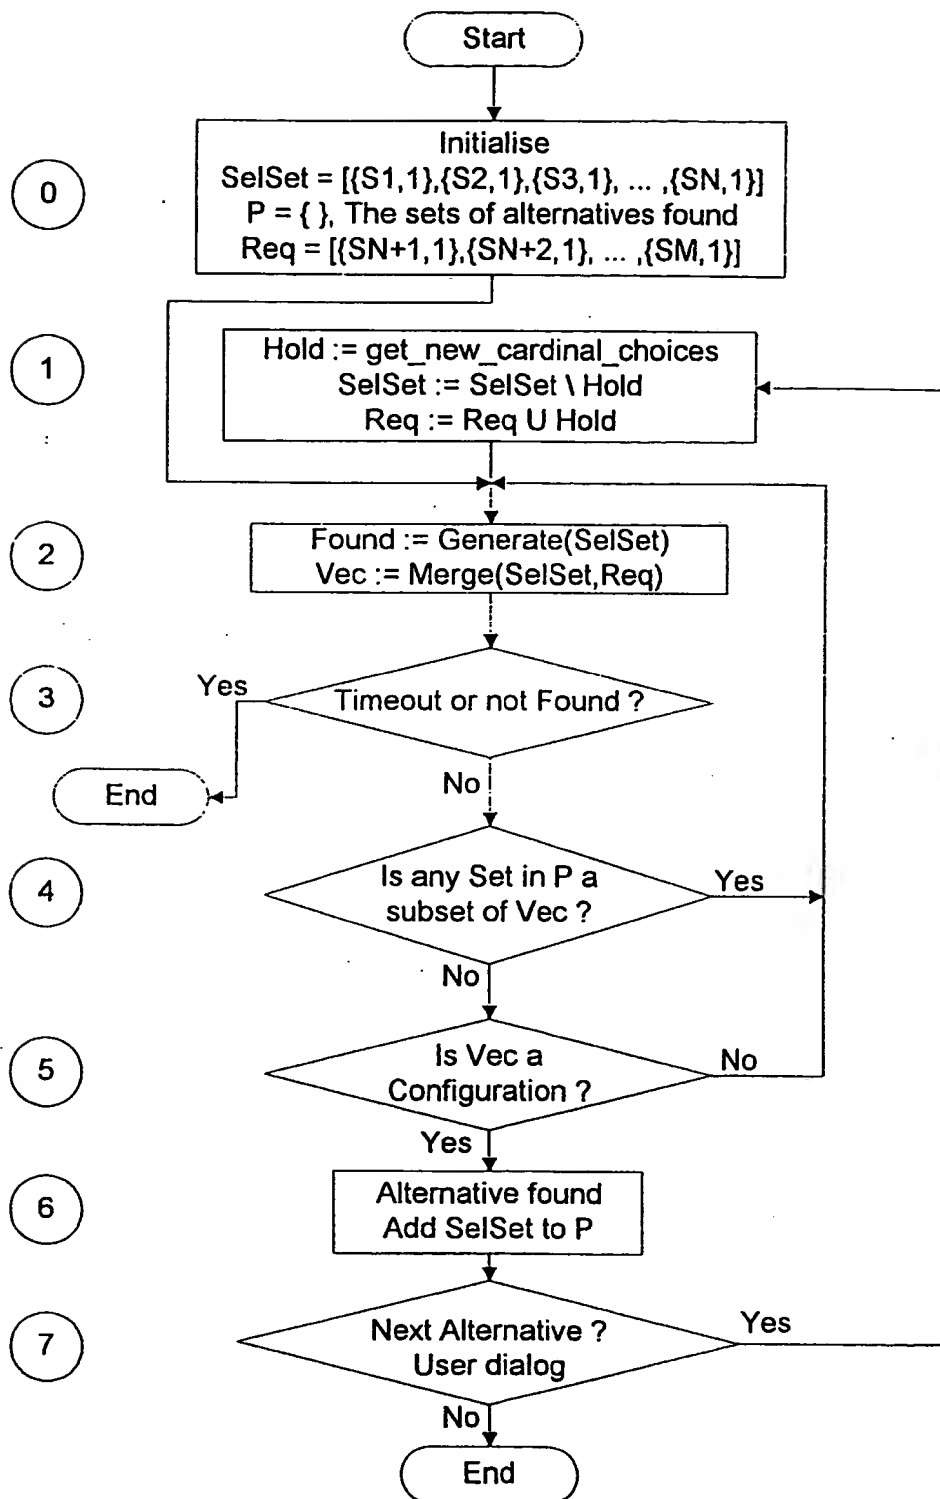 Start
0
Initialise
SelSet = [{S1,1},{S2,1},{S3,1}, ... ,{SN,1}]
P = { }, The sets of alternatives found
Req = [{SN+1,1},{SN+2,1}, ... ,{SM,1}]
1
Hold := get_new_cardinal_choices
SelSet := SelSet \ Hold
Req := Req U Hold
2
Found := Generate(SelSet)
Vec := Merge(SelSet,Req)
3
Yes
Timeout or not Found ?
End
No
4
Is any Set in P a
subset of Vec ?
Yes
No
5
Is Vec a
Configuration ?
No
Yes
6
Alternative found
Add SelSet to P
7
Next Alternative ?
User dialog
Yes
No
End